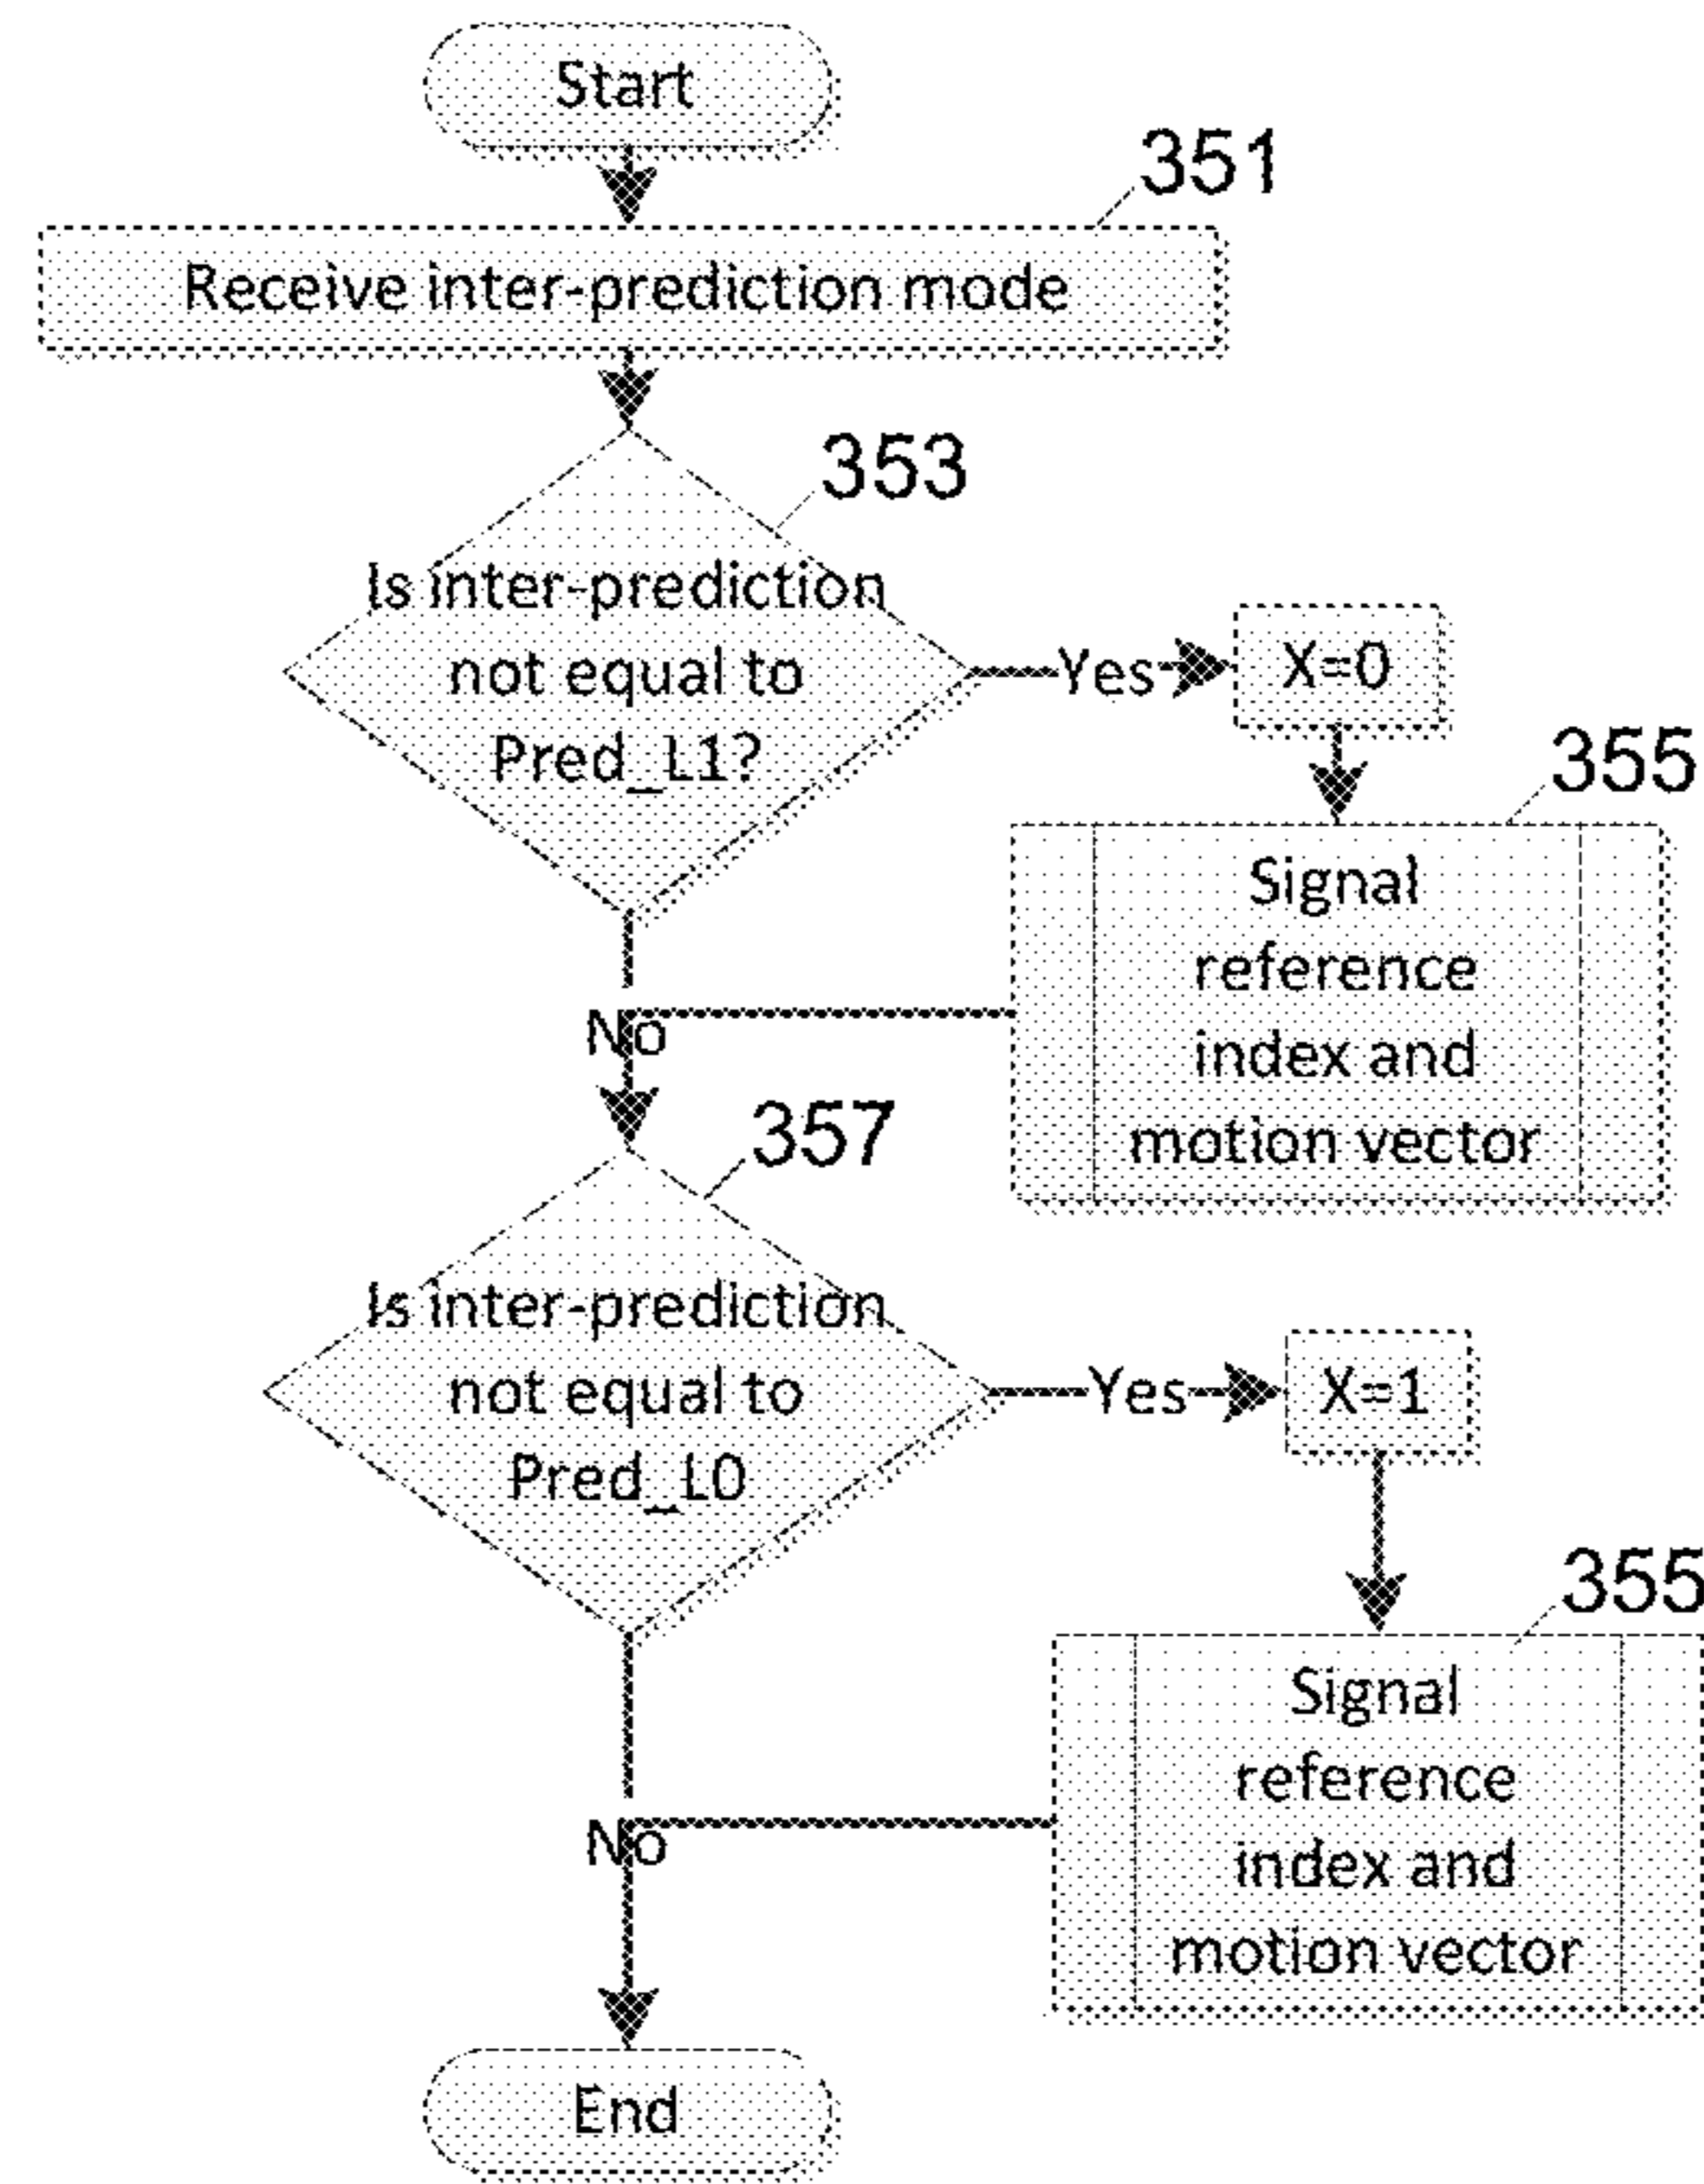 Start
351
Receive inter-prediction mode
353
Is inter-prediction
not equal to
Pred_L1?
Yes
X=0
355
Signal
reference
index and
motion vector
No
357
Is inter-prediction
not equal to
Pred_L0
Yes
X=1
355
Signal
reference
index and
motion vector
No
End